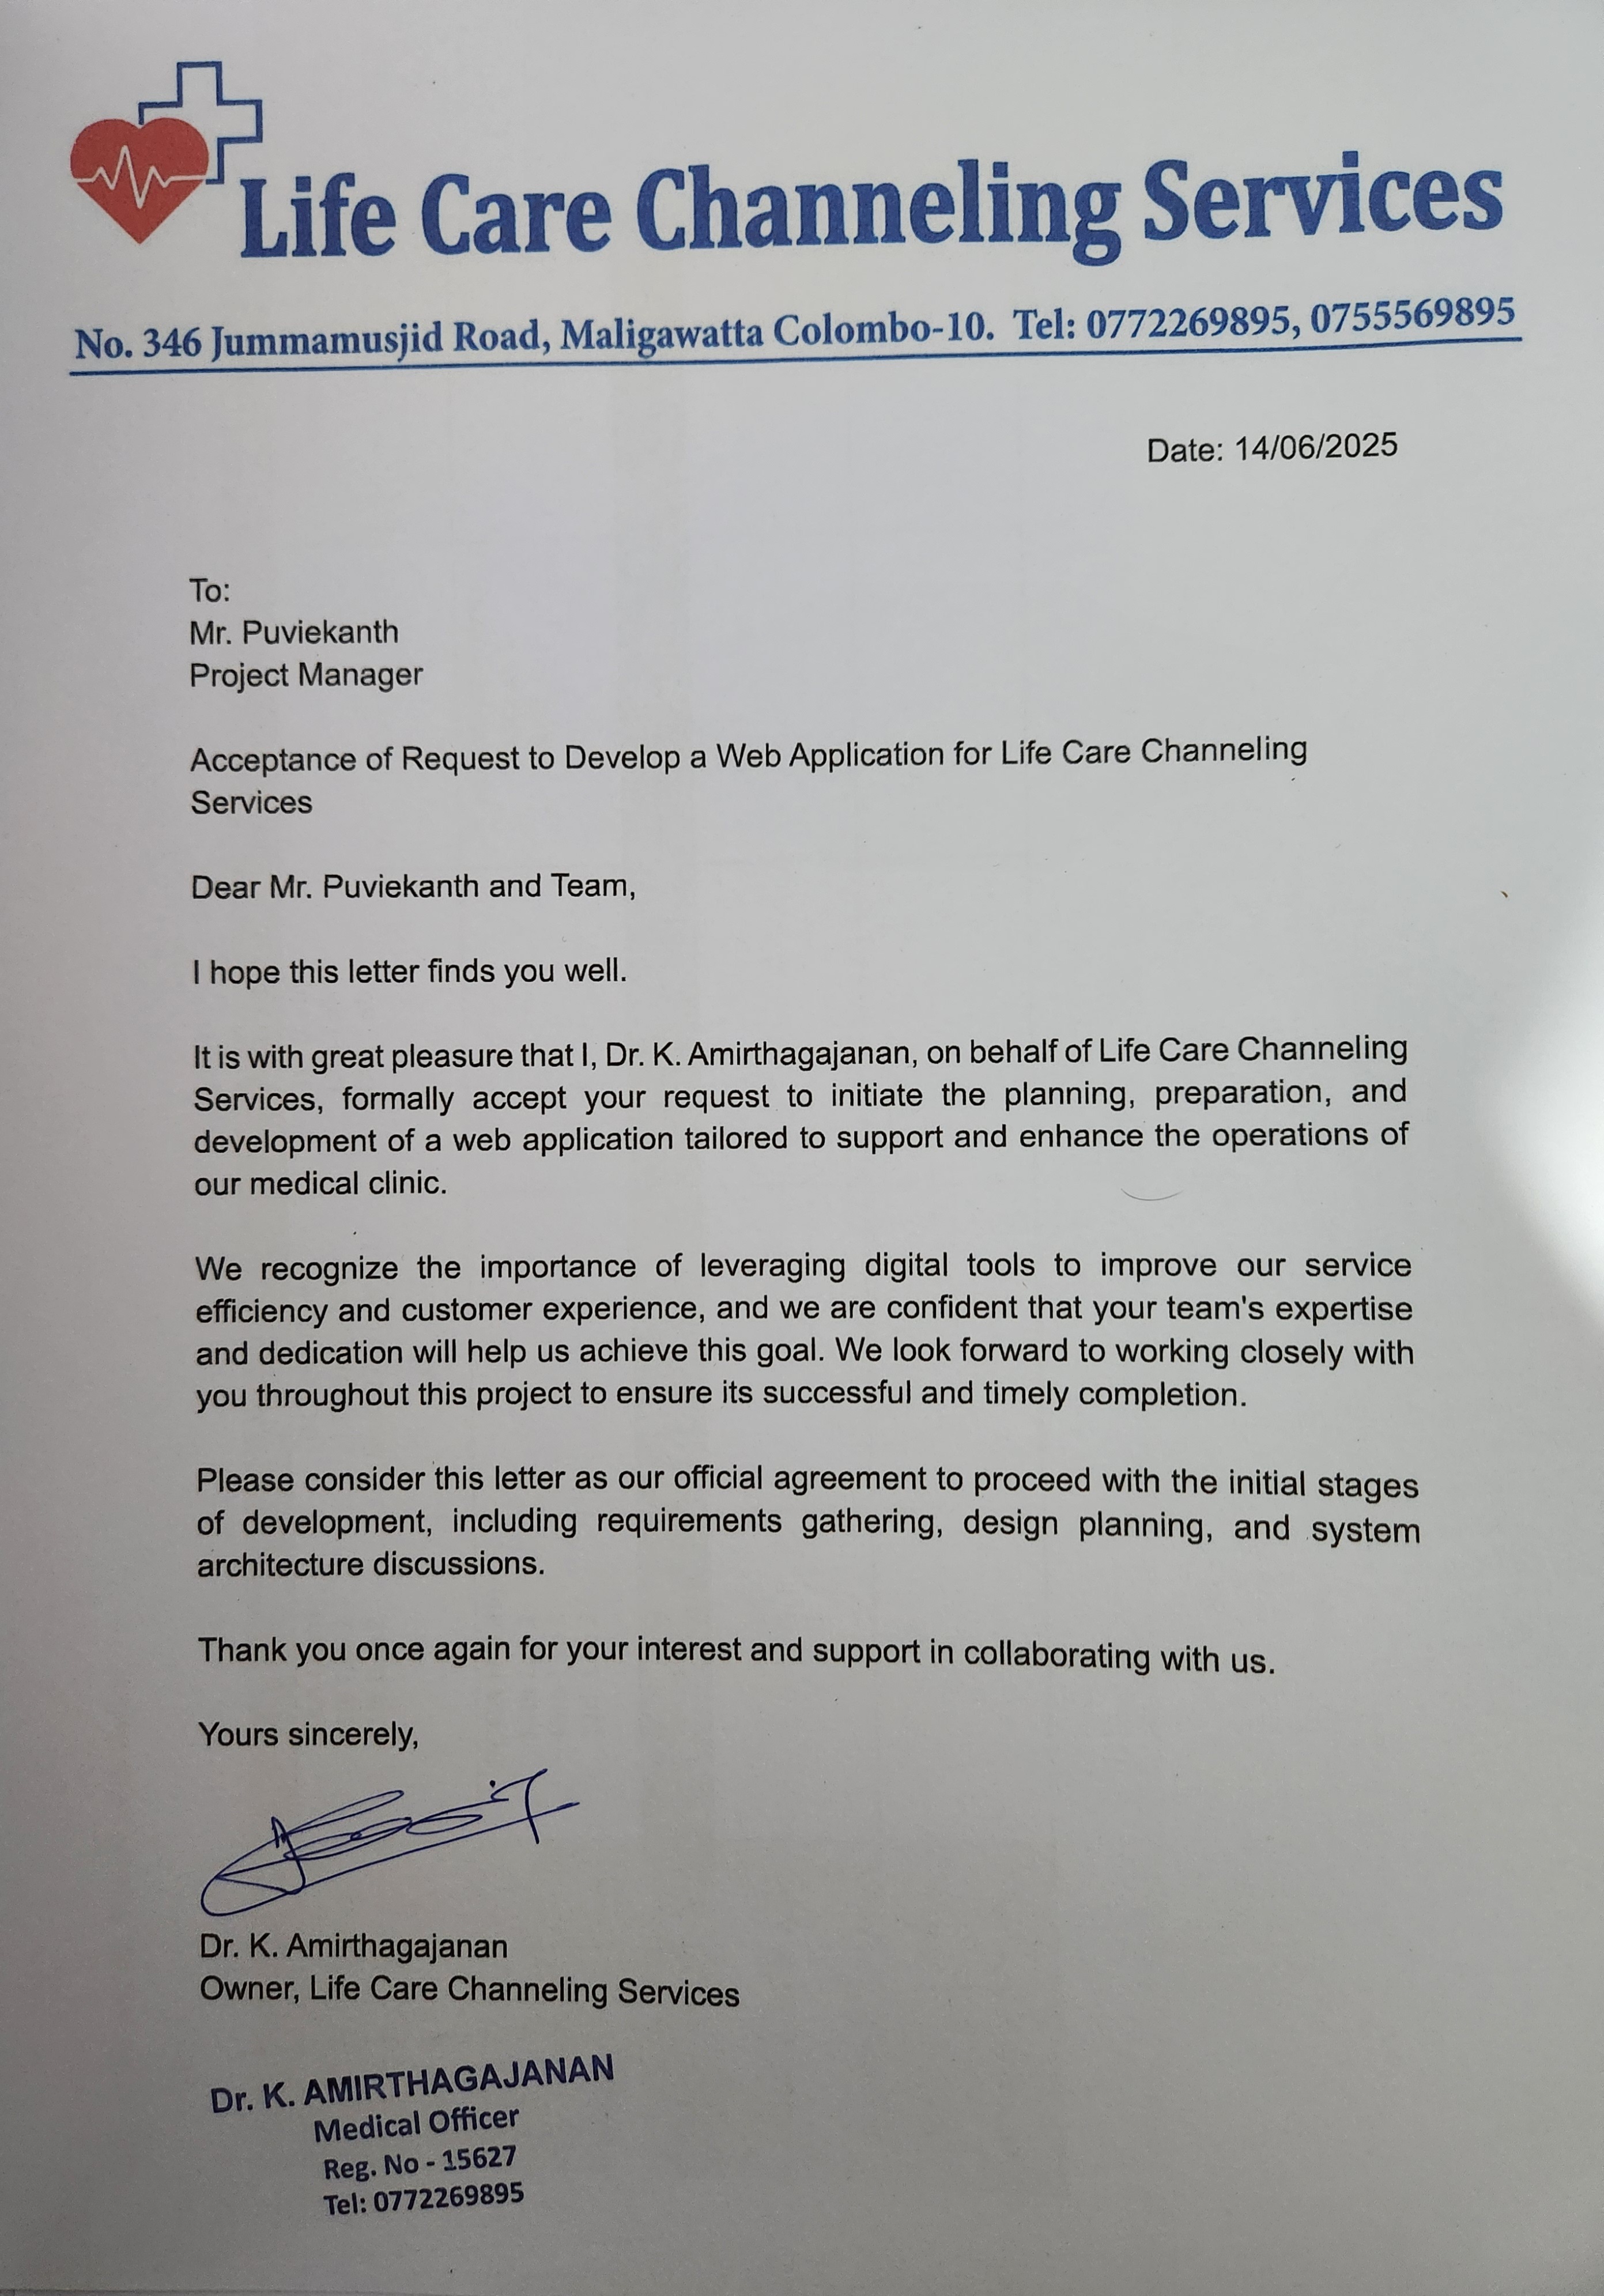 Life Care Channeling Services
No. 346 Jummamusjid Road, Maligawatta Colombo-10. Tel: 0772269895, 0755569895
Date: 14/06/2025
To:
Mr. Puviekanth
Project Manager
Acceptance of Request to Develop a Web Application for Life Care Channeling
Services
Dear Mr. Puviekanth and Team,
I hope this letter finds you well.
It is with great pleasure that I, Dr. K. Amirthagajanan, on behalf of Life Care Channeling
Services, formally accept your request to initiate the planning, preparation, and
development of a web application tailored to support and enhance the operations of
our medical clinic.
We recognize the importance of leveraging digital tools to improve our service
efficiency and customer experience, and we are confident that your team's expertise
and dedication will help us achieve this goal. We look forward to working closely with
you throughout this project to ensure its successful and timely completion.
Please consider this letter as our official agreement to proceed with the initial stages
of development, including requirements gathering, design planning, and system
architecture discussions.
Thank you once again for your interest and support in collaborating with us.
Yours sincerely,
Dr. K. Amirthagajanan
Owner, Life Care Channeling Services
Dr. K. AMIRTHAGAJANAN
Medical Officer
Reg. No - 15627
Tel: 0772269895